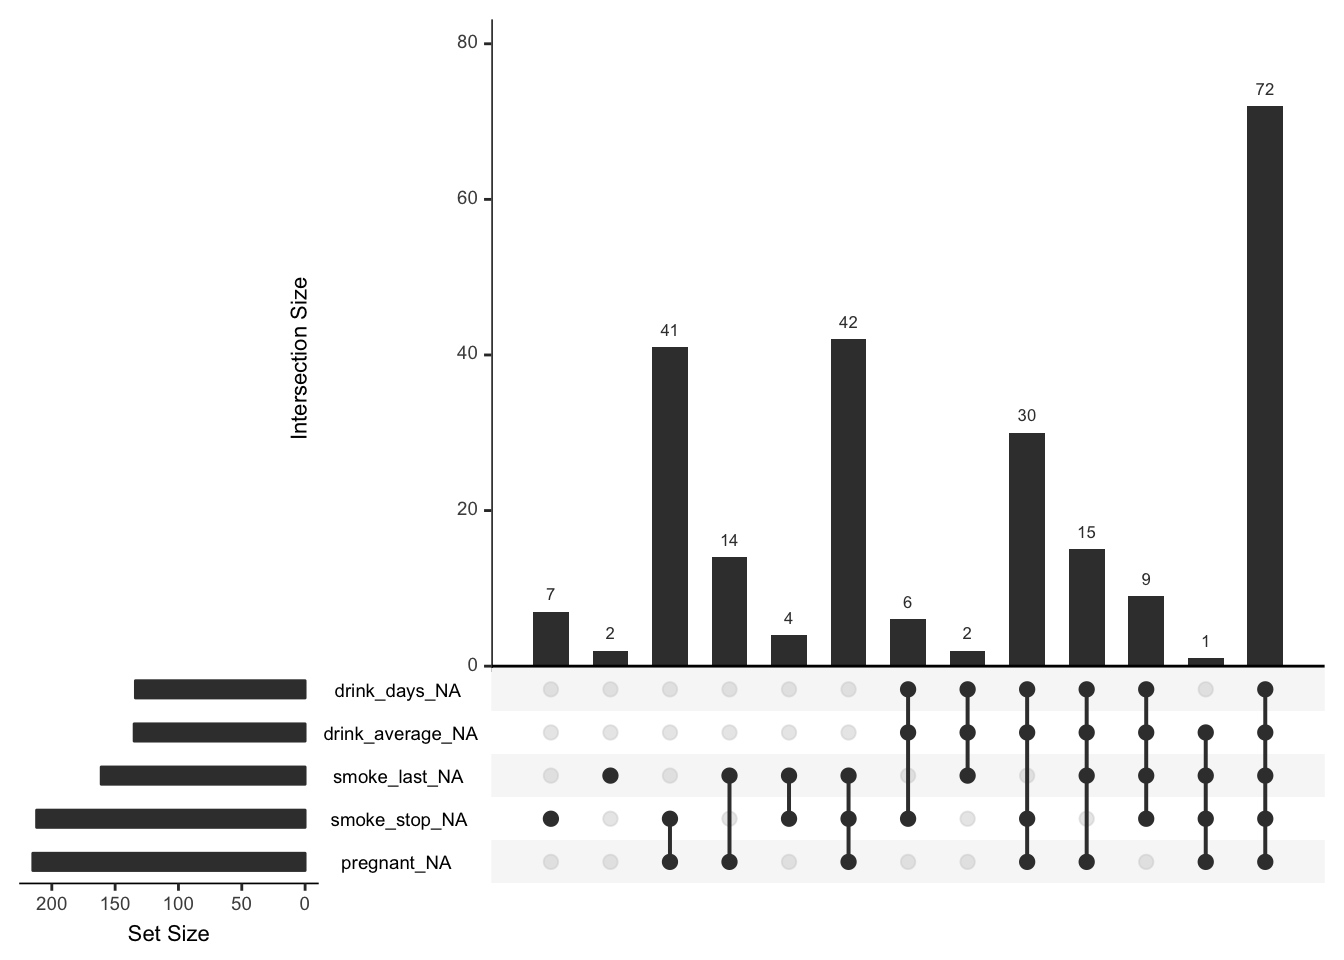 80
60
40
20
0
Intersection Size
7
2
41
14
4
42
6
2
30
15
9
1
72
drink_days_NA
drink_average_NA
smoke_last_NA
smoke_stop_NA
pregnant_NA
200 150 100 50 0
Set Size